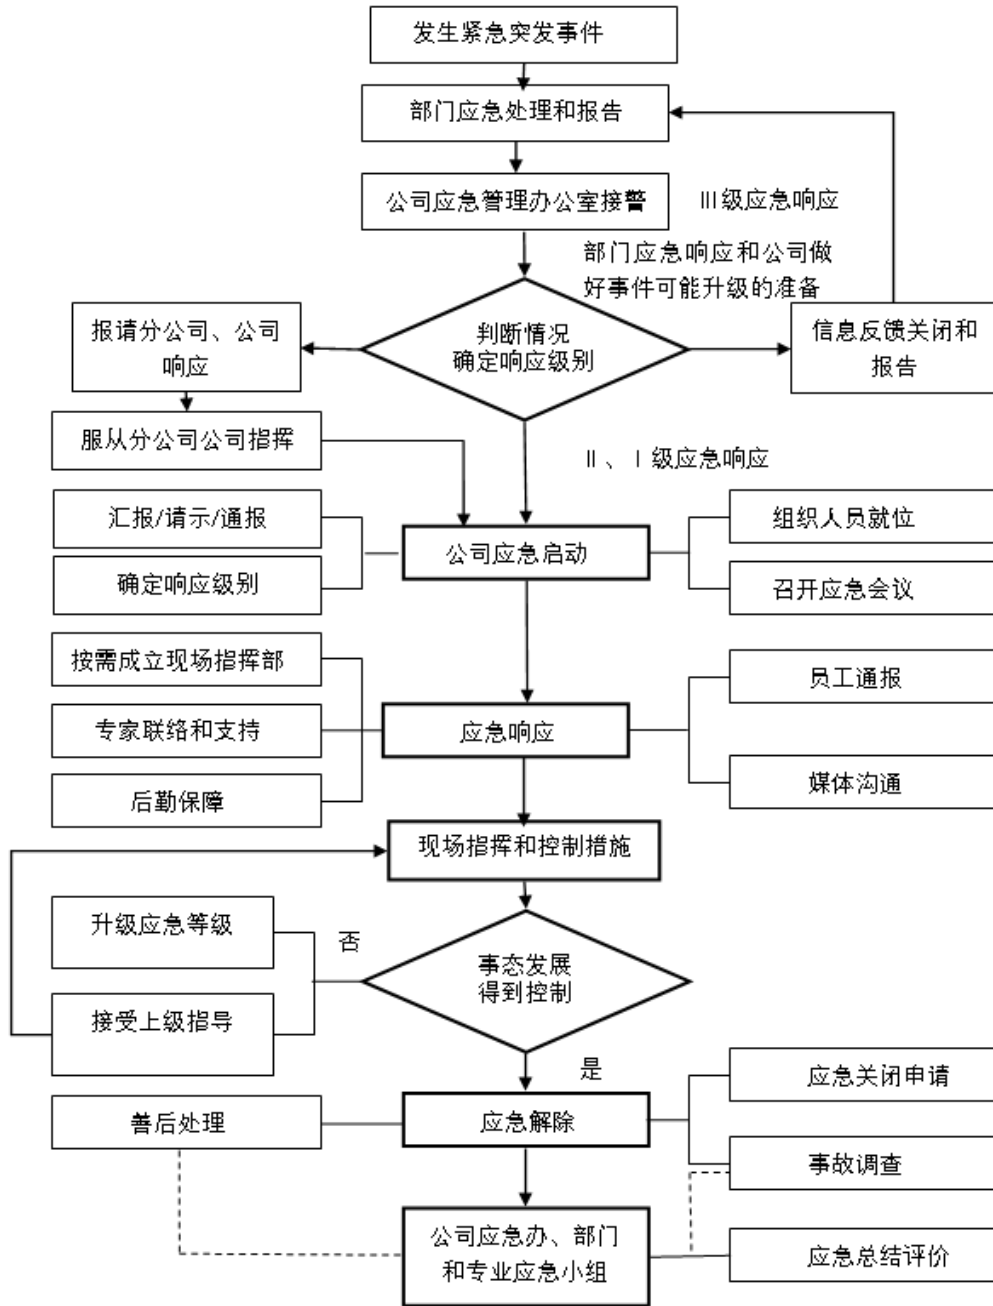 发生紧急突发事件
部门应急处理和报告
公司应急管理办公室接警
III级应急响应
部门应急响应和公司做
好事件可能升级的准备
报请分公司、公司
响应
判断情况
确定响应级别
信息反馈关闭和
报告
服从分公司公司指挥
II、I级应急响应
汇报/请示/通报
组织人员就位
公司应急启动
确定响应级别
召开应急会议
按需成立现场指挥部
员工通报
专家联络和支持
应急响应
后勤保障
媒体沟通
现场指挥和控制措施
升级应急等级
否
事态发展
得到控制
接受上级指导
是
应急关闭申请
善后处理
应急解除
事故调查
公司应急办、部门
和专业应急小组
应急总结评价